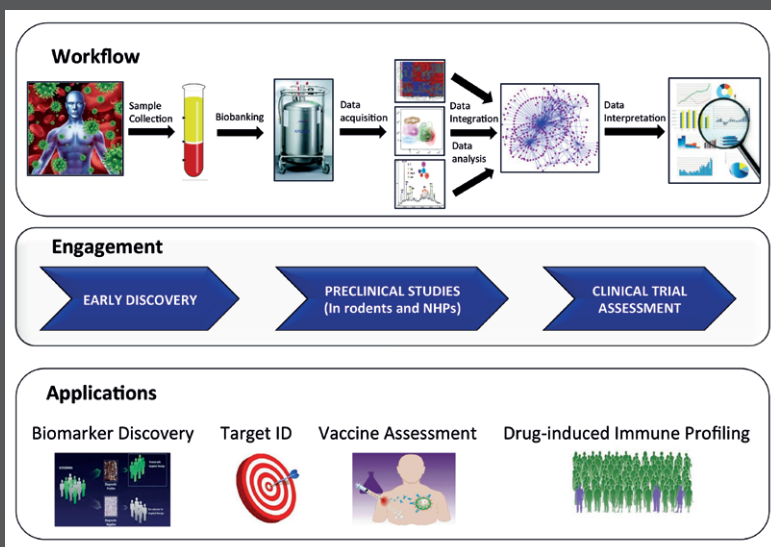 Workflow
Sample
Collection
Biobanking
Data
acquisition
Data
Integration
Data
analysis
Data
Interpretation
Engagement
EARLY DISCOVERY
PRECLINICAL STUDIES
(In rodents and NHPs)
CLINICAL TRIAL
ASSESSMENT
Applications
Biomarker Discovery
Target ID
Vaccine Assessment
Drug-induced Immune Profiling